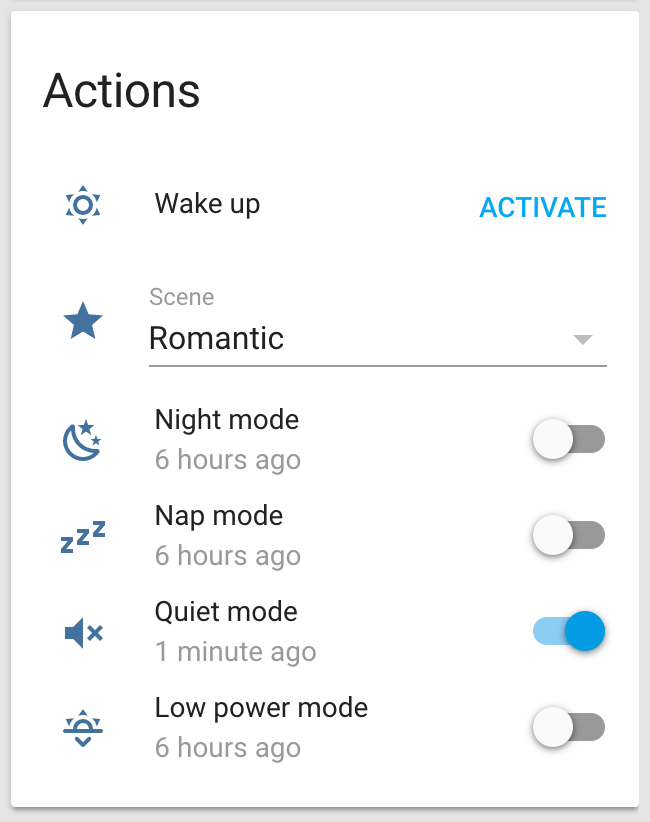 Actions
Wake up
ACTIVATE
Scene
Romantic
Night mode
6 hours ago
Nap mode
6 hours ago
Quiet mode
1 minute ago
Low power mode
6 hours ago